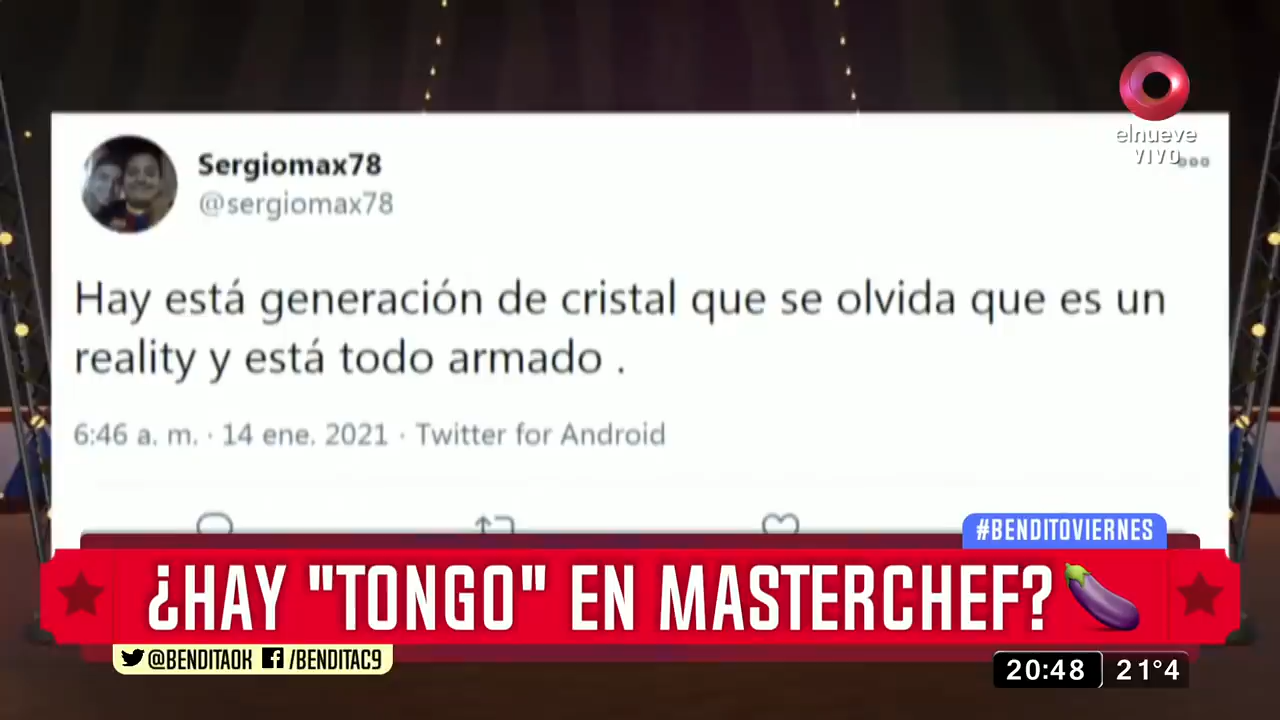 elnueve
VIVO
Sergiomax78
@sergiomax78
Hay está generación de cristal que se olvida que es un
reality y está todo armado .
6:46 a. m. · 14 ene. 2021 · Twitter for Android
#BENDITOVIERNES
¿HAY "TONGO" EN MASTERCHEF?🍆
@BENDITAOK /BENDITAC9
20:48 21°4